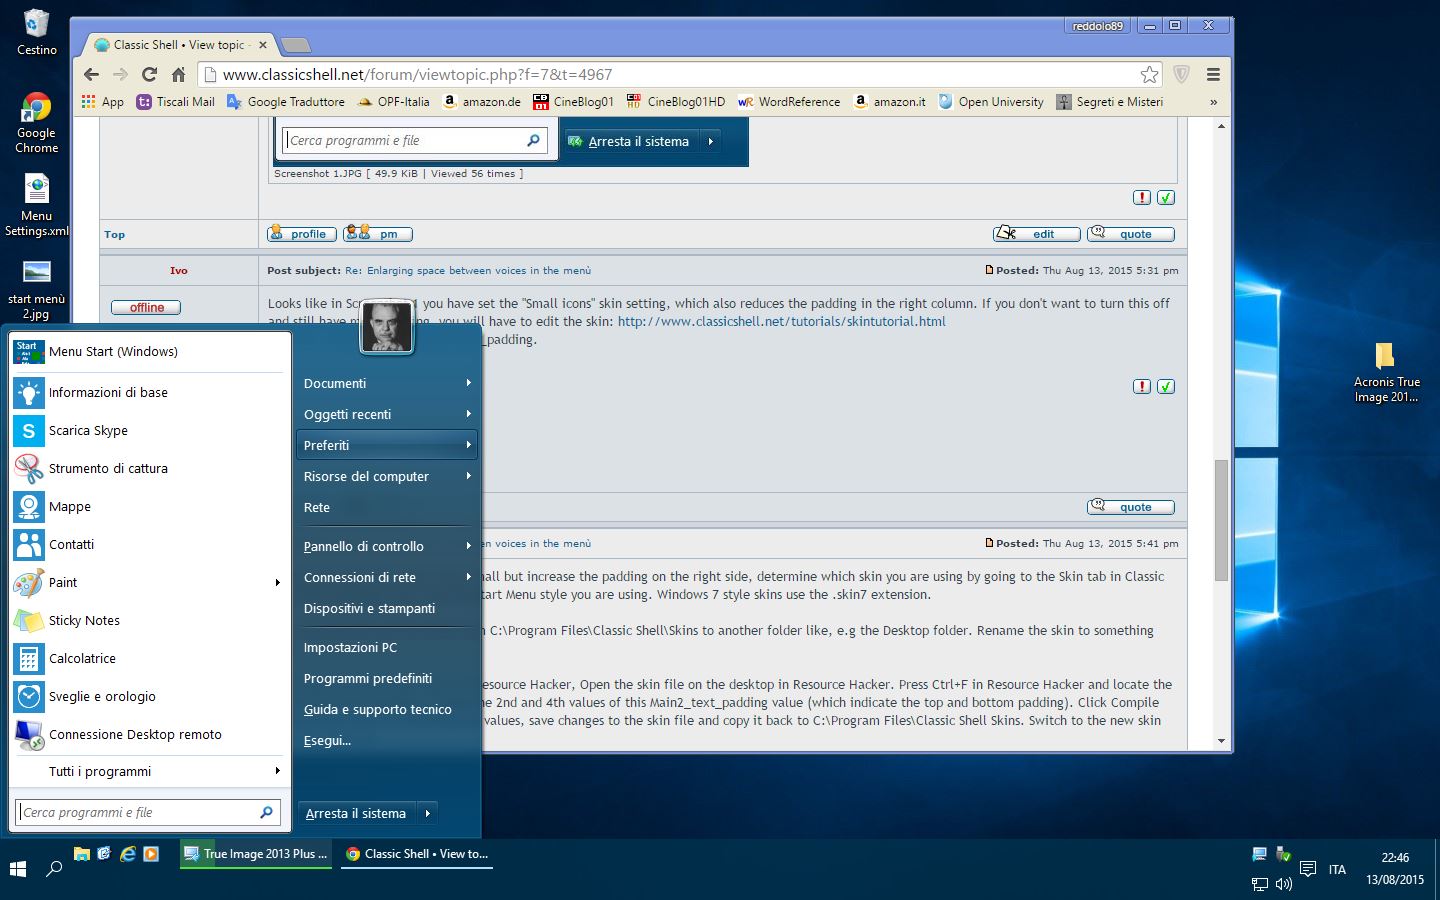 Cestino
Google
Chrome
Menu
Settings.xml
start menù
2.jpg
reddolo89
Classic Shell • View topic -
www.classicshell.net/forum/viewtopic.php?f=7&t=4967
App
Tiscali Mail
Google Traduttore
OPF-Italia
amazon.de
CineBlog01
CineBlog01HD
WordReference
amazon.it
Open University
Segreti e Misteri
»
Cerca programmi e file
Arresta il sistema
Screenshot 1.JPG [ 49.9 KiB | Viewed 56 times ]
Top
profile
pm
edit
quote
Ivo
Post subject: Re: Enlarging space between voices in the menù
Posted: Thu Aug 13, 2015 5:31 pm
offline
Looks like in Scr 1 you have set the "Small icons" skin setting, which also reduces the padding in the right column. If you don't want to turn this off
and still have m you will have to edit the skin: http://www.classicshell.net/tutorials/skintutorial.html
_padding.
quote
en voices in the menù
Posted: Thu Aug 13, 2015 5:41 pm
all but increase the padding on the right side, determine which skin you are using by going to the Skin tab in Classic
tart Menu style you are using. Windows 7 style skins use the .skin7 extension.
C:\Program Files\Classic Shell\Skins to another folder like, e.g the Desktop folder. Rename the skin to something
esource Hacker, Open the skin file on the desktop in Resource Hacker. Press Ctrl+F in Resource Hacker and locate the
e 2nd and 4th values of this Main2_text_padding value (which indicate the top and bottom padding). Click Compile
values, save changes to the skin file and copy it back to C:\Program Files\Classic Shell Skins. Switch to the new skin
Menu Start (Windows)
Informazioni di base
Scarica Skype
Strumento di cattura
Mappe
Contatti
Paint
Sticky Notes
Calcolatrice
Sveglie e orologio
Connessione Desktop remoto
Tutti i programmi
Cerca programmi e file
Documenti
Oggetti recenti
Preferiti
Risorse del computer
Rete
Pannello di controllo
Connessioni di rete
Dispositivi e stampanti
Impostazioni PC
Programmi predefiniti
Guida e supporto tecnico
Esegui...
Arresta il sistema
Acronis True
Image 201...
True Image 2013 Plus ...
Classic Shell • View to...
ITA
22:46
13/08/2015